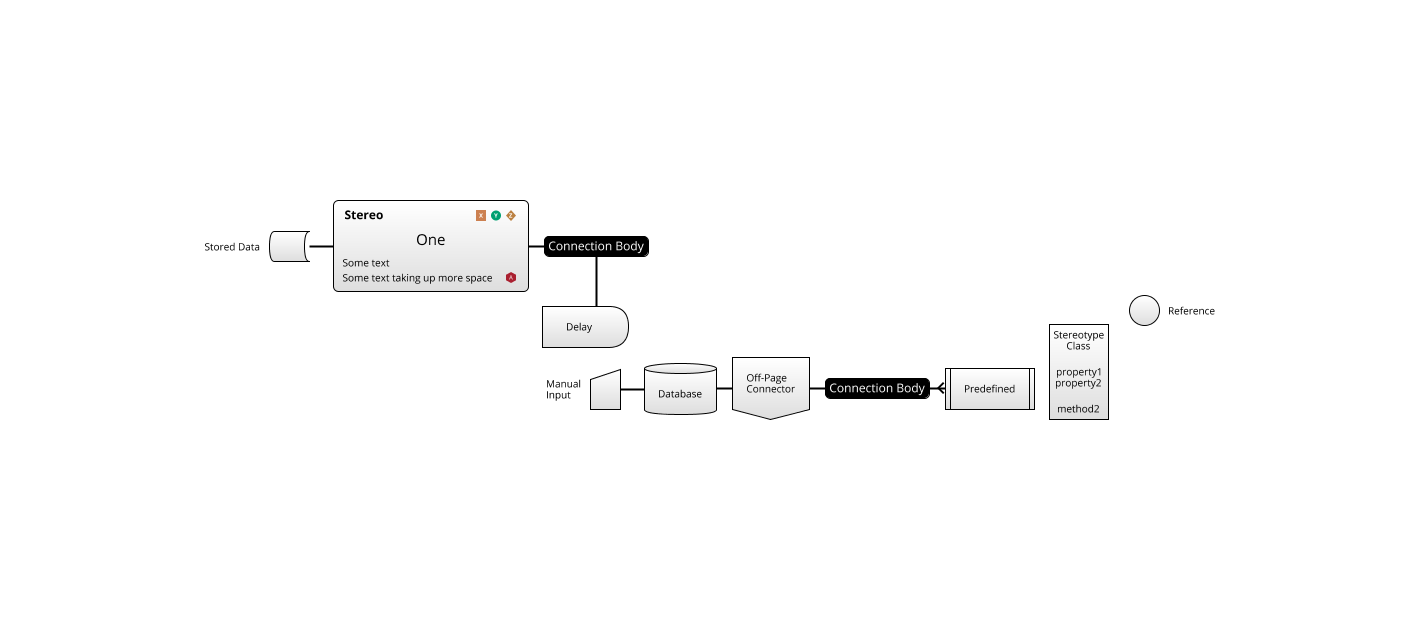 Stereo X Y Z
One
Stored Data
Connection Body
Some text
Some text taking up more space A
Reference
Delay
Stereotype
Class
property1
property2
method2
Manual
Input
Database
Off-Page
Connector
Connection Body
Predefined